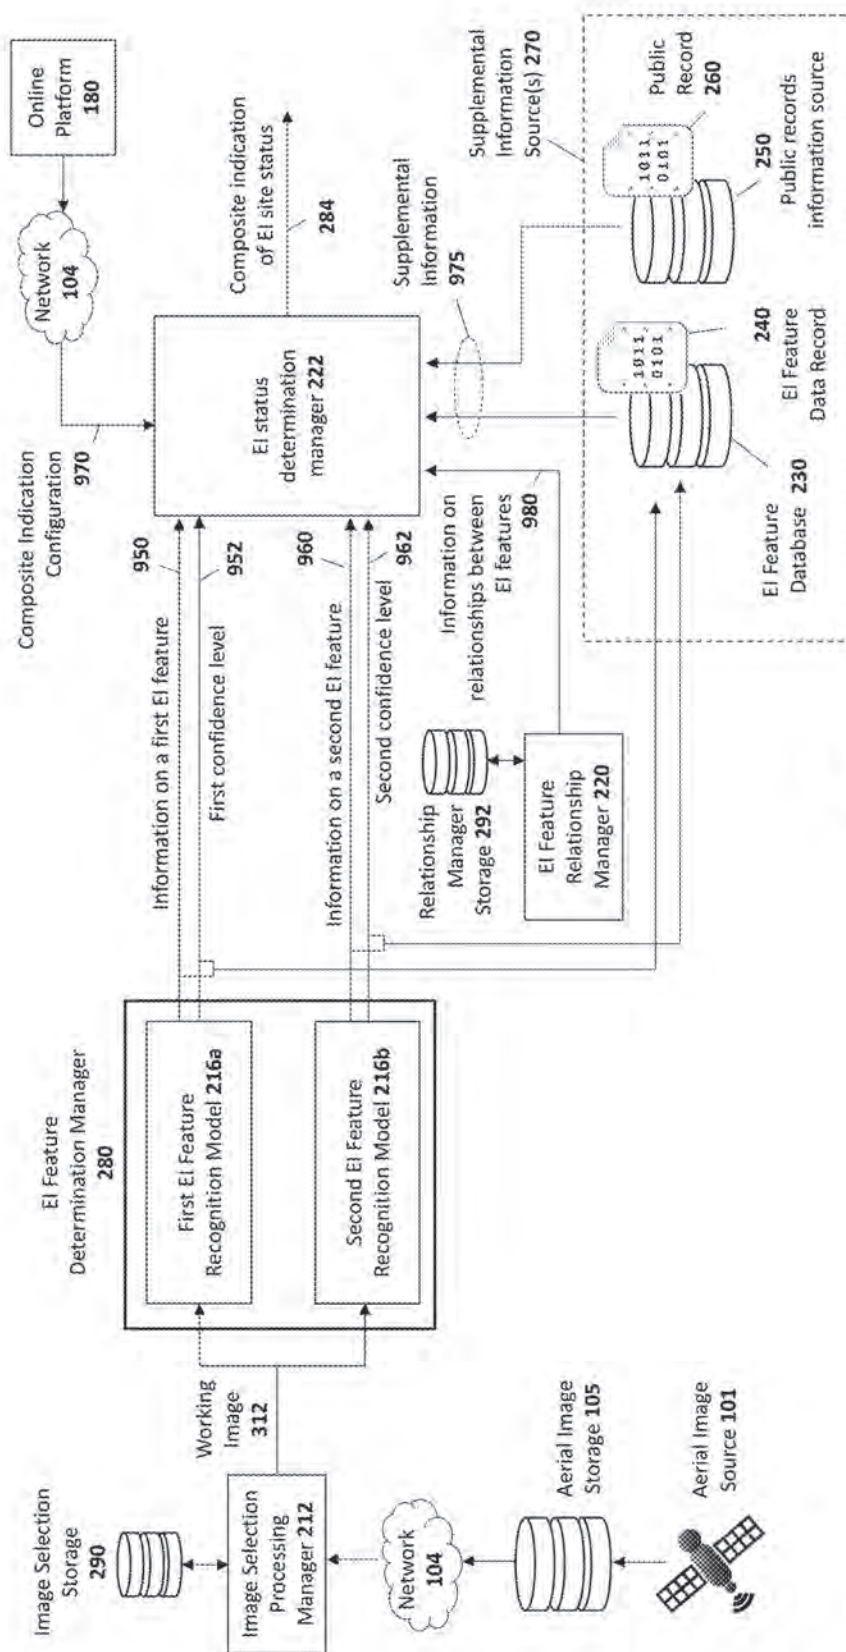 Image Selection
Storage
290
Image Selection
Processing
Manager 212
Working
Image
312
Network
104
Aerial Image
Storage 105
Aerial Image
Source 101
EI Feature
Determination Manager
280
First EI Feature
Recognition Model 216a
Second EI Feature
Recognition Model 216b
Information on a first EI feature
950
First confidence level
952
Information on a second EI feature
960
Second confidence level
962
Relationship
Manager
Storage 292
EI Feature
Relationship
Manager 220
Information on
relationships between
EI features
980
Composite Indication
Configuration
970
Network
104
Online
Platform
180
EI status
determination
manager 222
Composite indication
of EI site status
284
Supplemental
Information
975
Supplemental
Information
Source(s) 270
1011
0101
EI Feature
Database 230
240
EI Feature
Data Record
1011
0101
Public
Record
260
250
Public records
information source